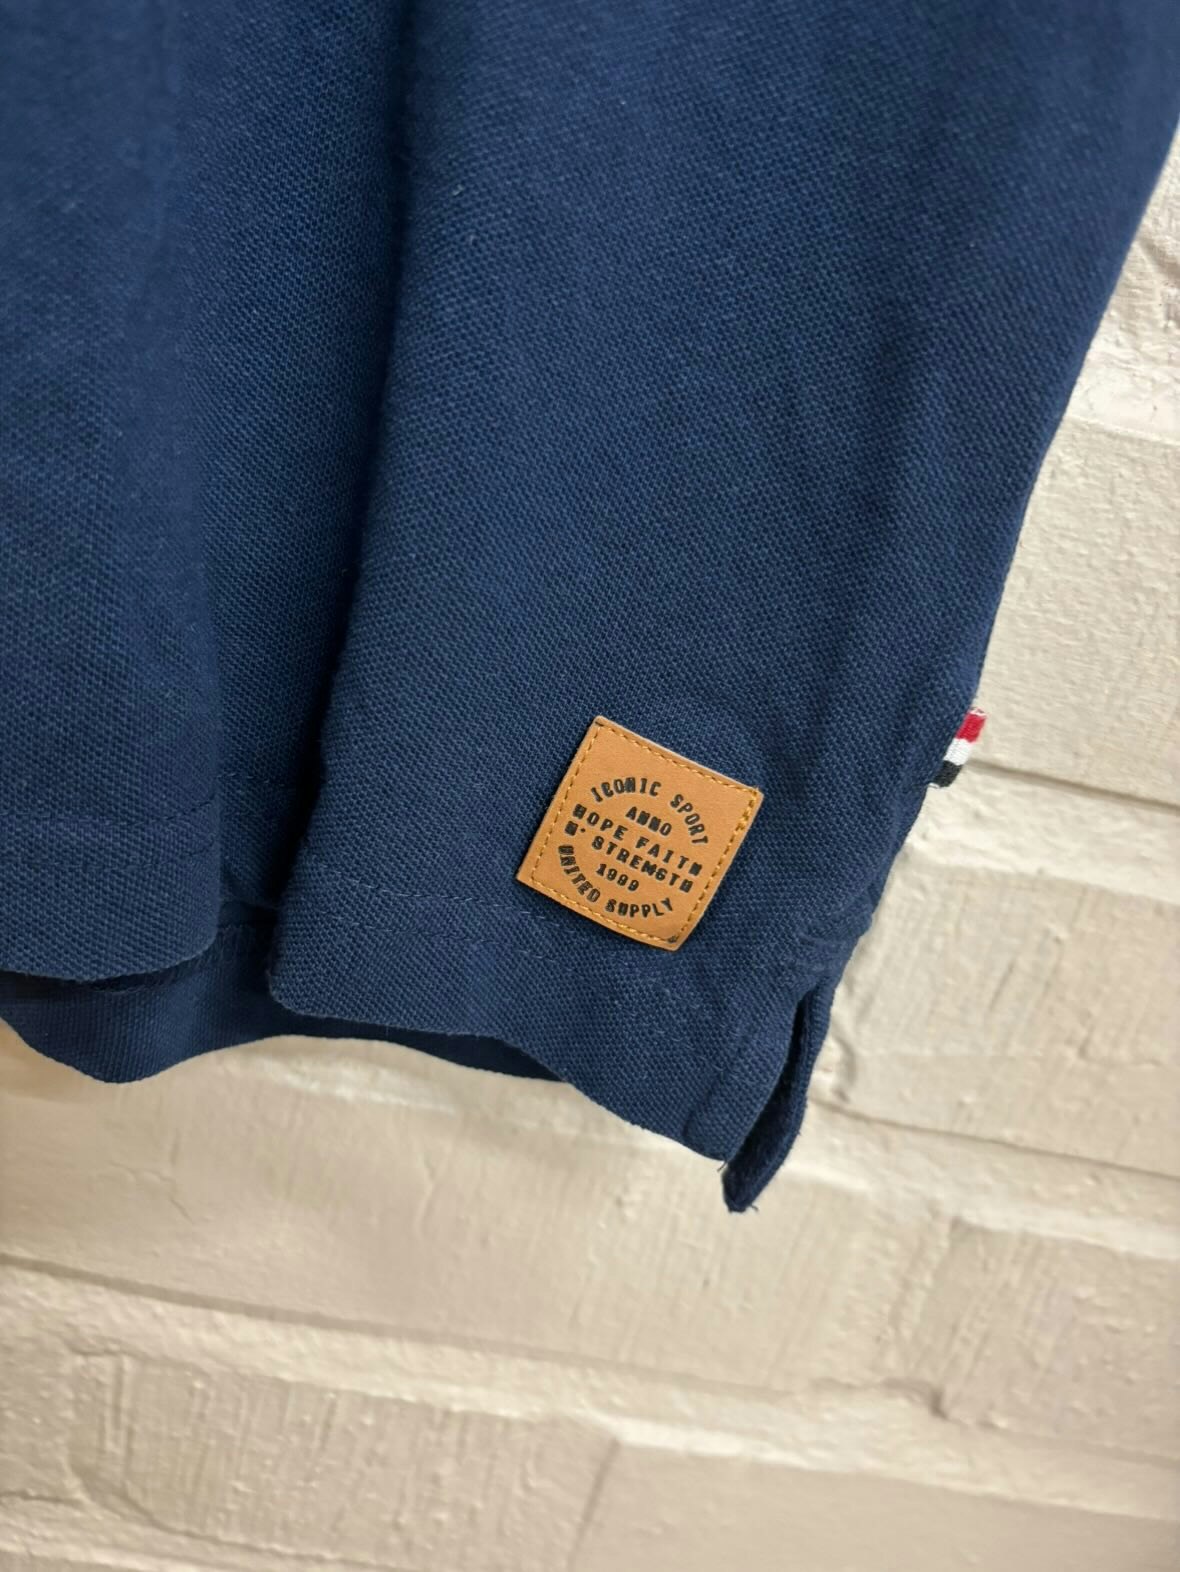 ICONIC SPORT
ANNO
HOPE FAITH
N' STRENGTH
1999
UNITED SUPPLY